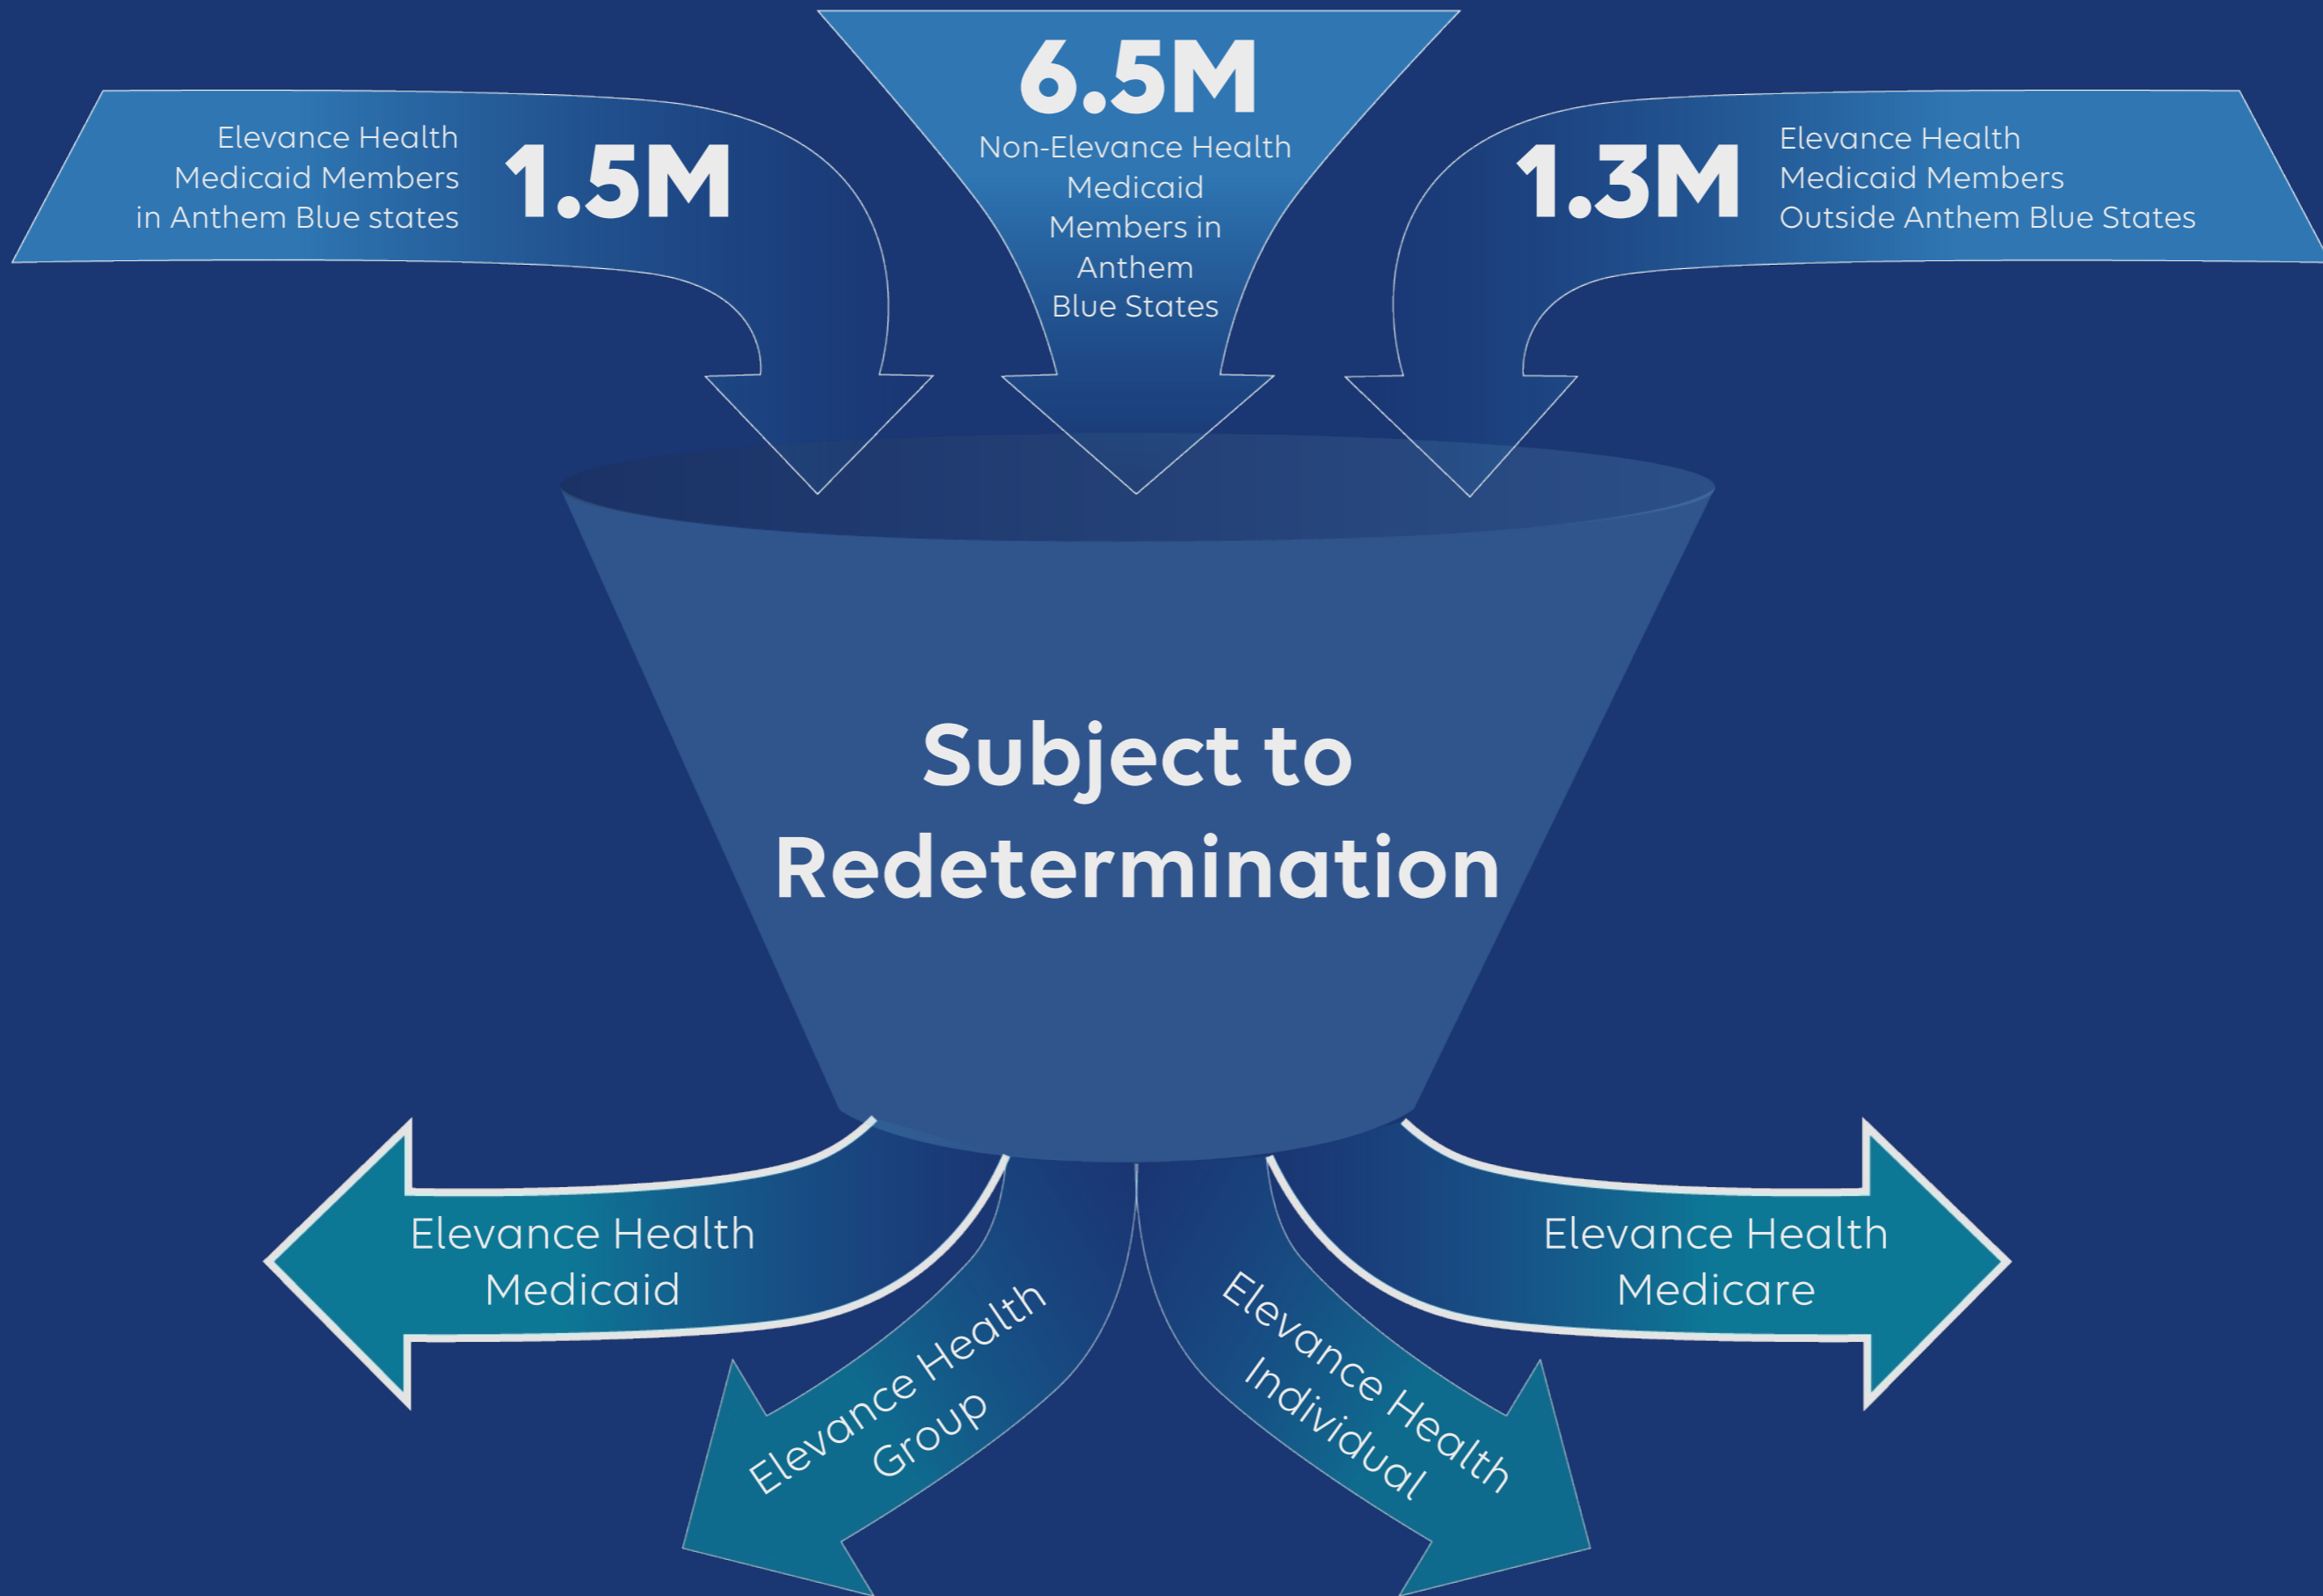 Elevance Health
Medicaid Members
in Anthem Blue states
1.5M
6.5M
Non-Elevance Health
Medicaid
Members in
Anthem
Blue States
1.3M
Elevance Health
Medicaid Members
Outside Anthem Blue States
Subject to
Redetermination
Elevance Health
Medicaid
Elevance Health
Group
Elevance Health
Individual
Elevance Health
Medicare